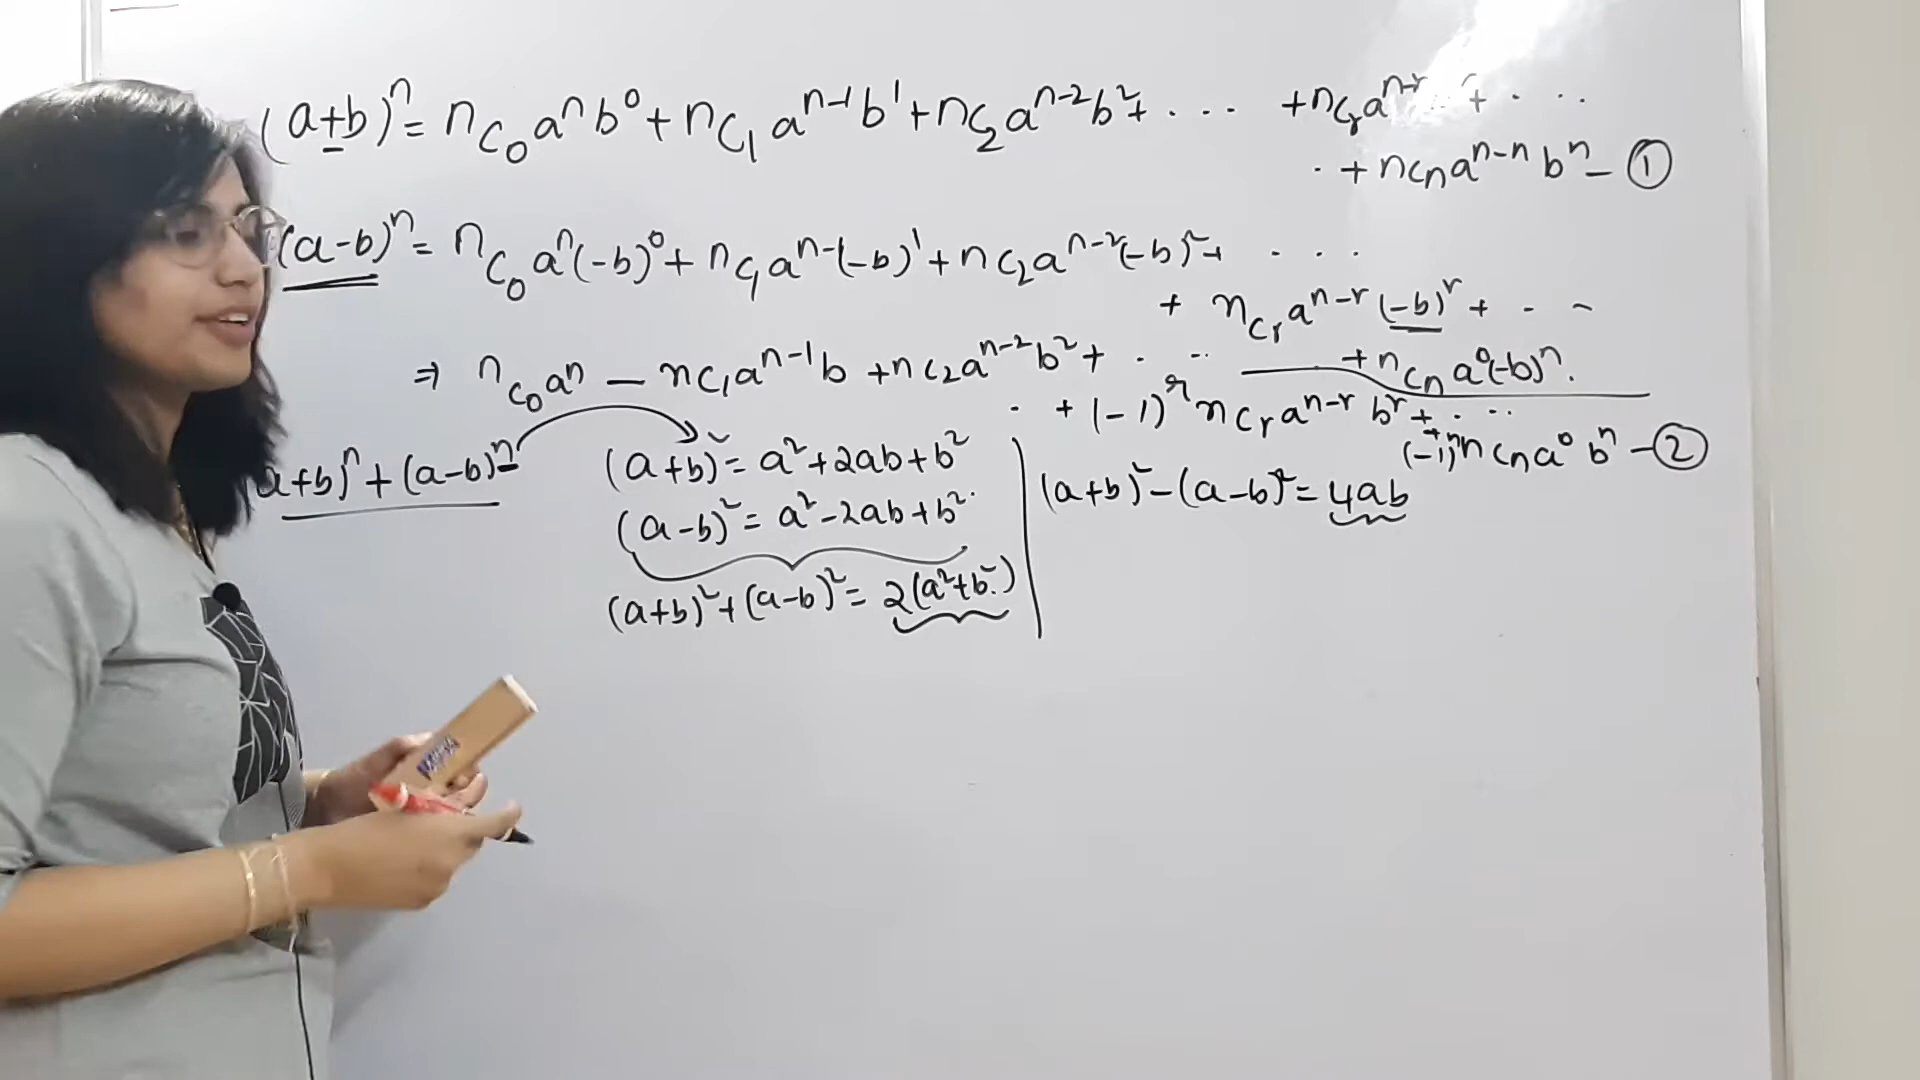 (a+b)ⁿ = nC₀aⁿb⁰ + nC₁aⁿ⁻¹b¹ + nC₂aⁿ⁻²b² + ... + nCᵣaⁿ⁻ʳ + ...
. + nCₙaⁿ⁻ⁿbⁿ – ①
(a-b)ⁿ = nC₀aⁿ(-b)⁰ + nC₁aⁿ⁻(-b)¹ + nC₂aⁿ⁻²(-b)² + ...
+ nCᵣaⁿ⁻ʳ(-b)ʳ + ..
+ nCₙa⁰(-b)ⁿ.
⇒ nC₀aⁿ – nC₁aⁿ⁻¹b + nC₂aⁿ⁻²b² + . ..
. + (-1)ʳ nCᵣaⁿ⁻ʳbʳ + ...
+ (-1)ⁿ nCₙa⁰bⁿ – ②
a+b)ⁿ + (a-b)ⁿ
(a+b)² = a²+2ab+b²
(a-b)² = a²-2ab+b².
(a+b)²+(a-b)² = 2(a²+b².)
(a+b)²-(a-b)² = 4ab